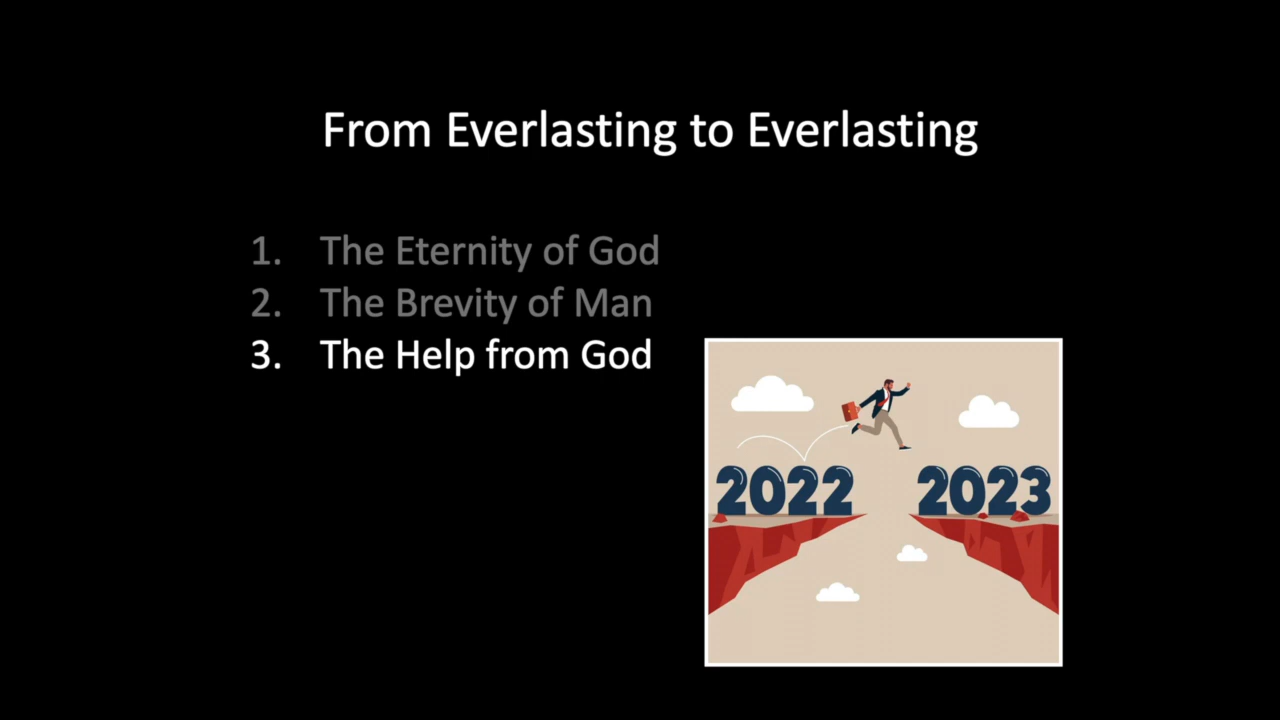 From Everlasting to Everlasting
1. The Eternity of God
2. The Brevity of Man
3. The Help from God
2022 2023